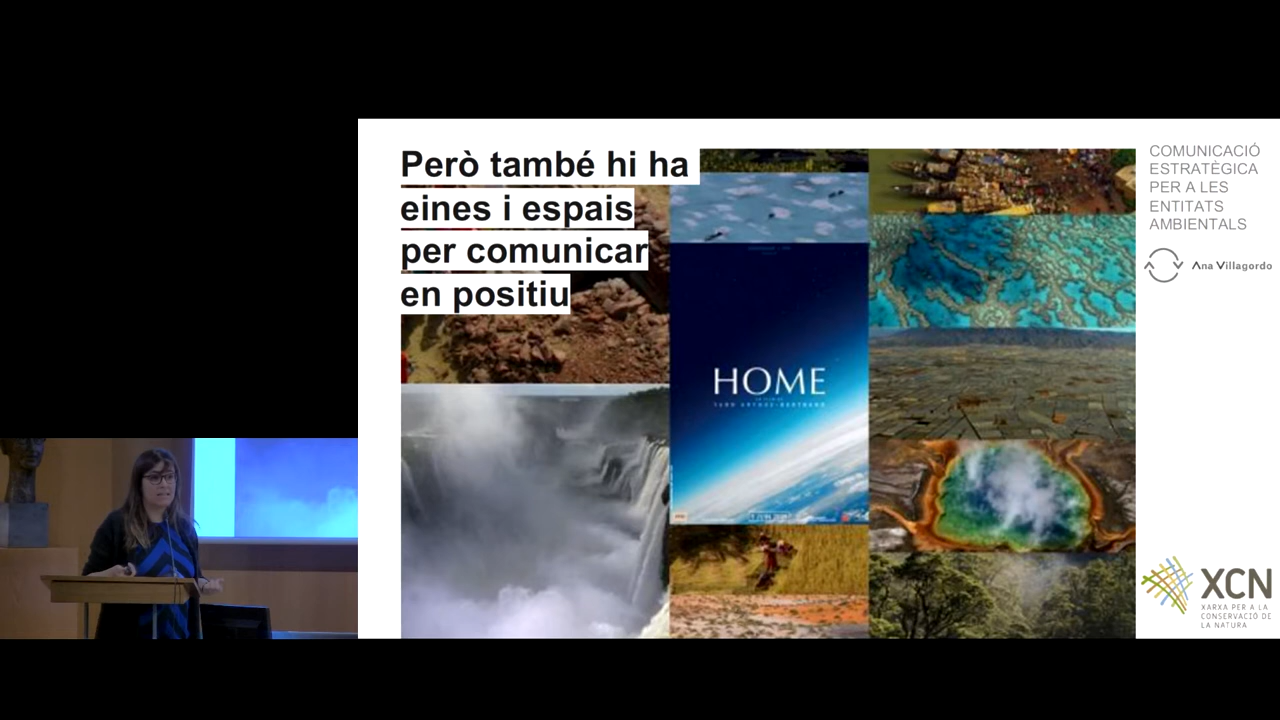 Però també hi ha
eines i espais
per comunicar
en positiu
HOME
COMUNICACIÓ
ESTRATÈGICA
PER A LES
ENTITATS
AMBIENTALS
Ana Villagordo
XCN
XARXA PER A LA
CONSERVACIÓ DE
LA NATURA